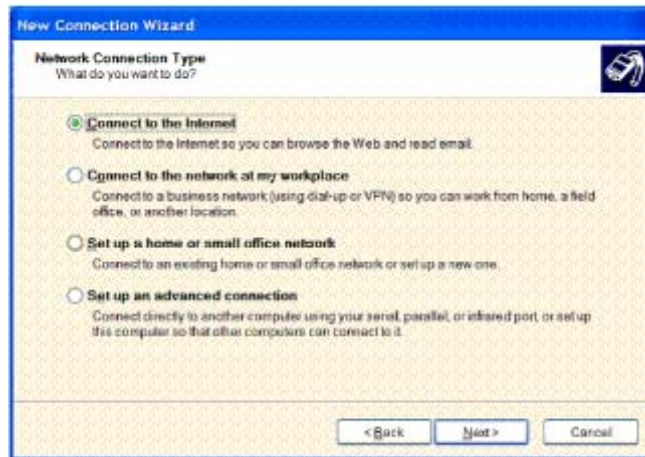 New Connection Wizard
Network Connection Type
What do you want to do?
Connect to the Internet
Connect to the Internet so you can browse the Web and read email.
Connect to the network at my workplace
Connect to a business network (using dial-up or VPN) so you can work from home, a field
office, or another location.
Set up a home or small office network
Connect to an existing home or small office network or set up a new one.
Set up an advanced connection
Connect directly to another computer using your serial, parallel, or infrared port, or set up
this computer so that other computers can connect to it.
< Back Next > Cancel